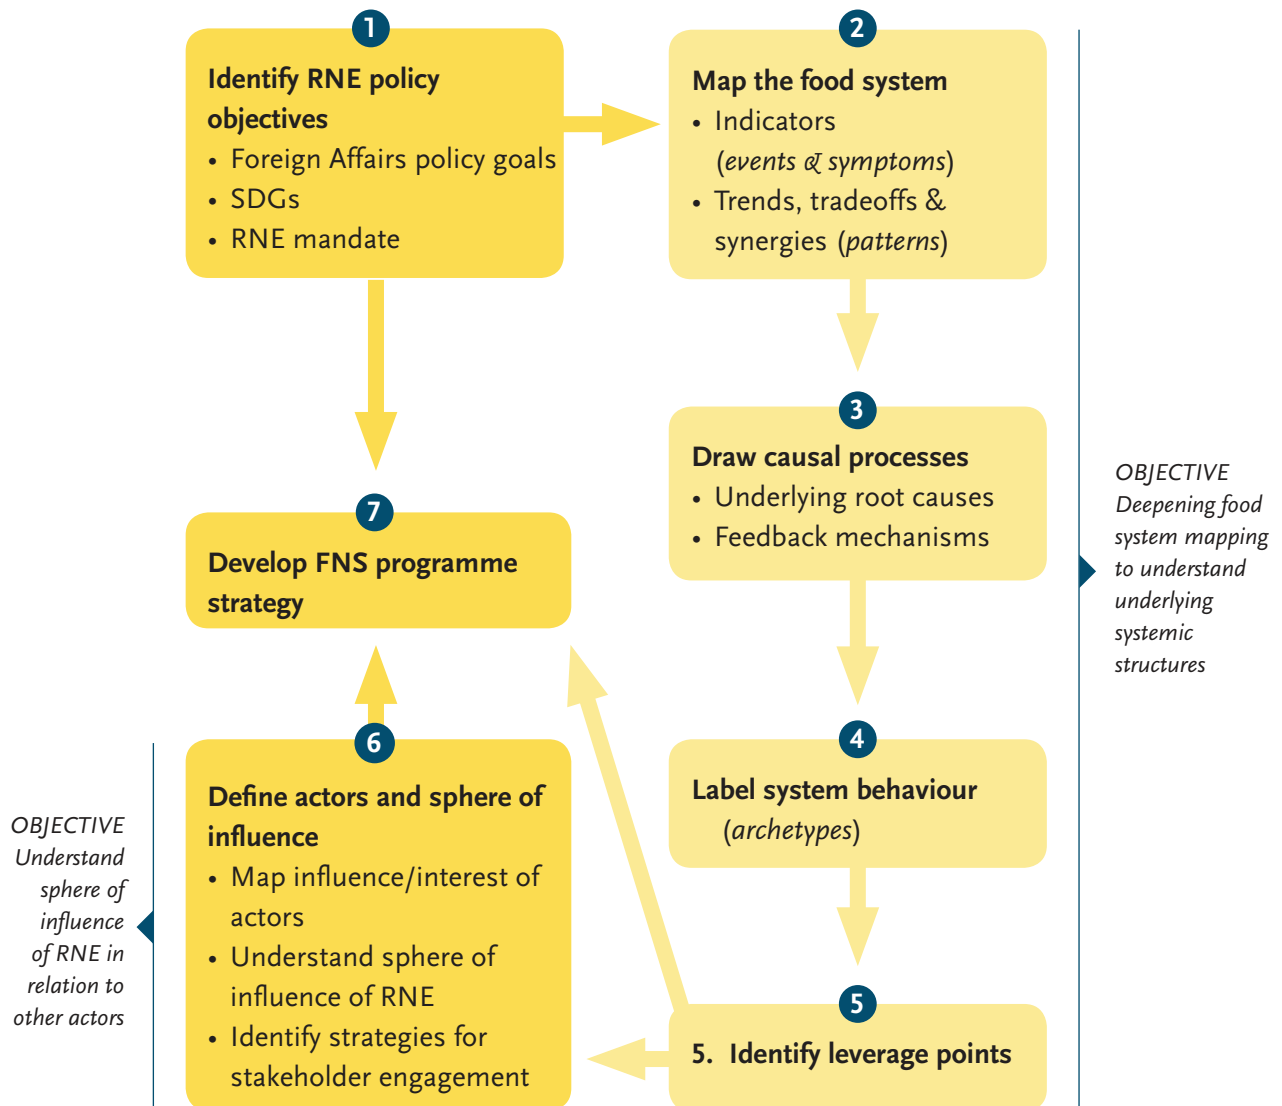 1
Identify RNE policy
objectives
• Foreign Affairs policy goals
• SDGs
• RNE mandate
2
Map the food system
• Indicators
(events & symptoms)
• Trends, tradeoffs &
synergies (patterns)
3
Draw causal processes
• Underlying root causes
• Feedback mechanisms
OBJECTIVE
Deepening food
system mapping
to understand
underlying
systemic
structures
4
Label system behaviour
(archetypes)
5
5. Identify leverage points
6
Define actors and sphere of
influence
• Map influence/interest of
actors
• Understand sphere of
influence of RNE
• Identify strategies for
stakeholder engagement
OBJECTIVE
Understand
sphere of
influence
of RNE in
relation to
other actors
7
Develop FNS programme
strategy